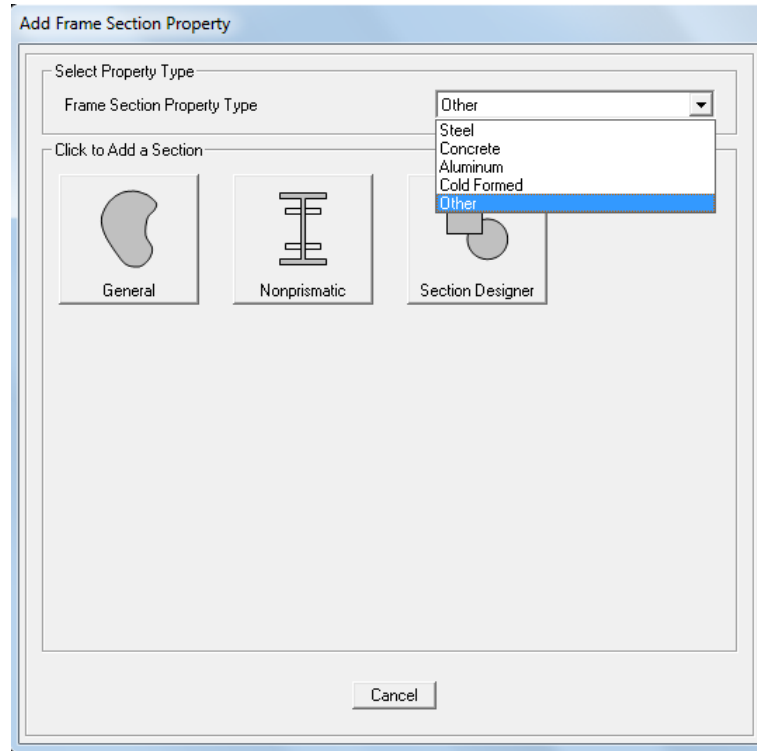 Add Frame Section Property
Select Property Type
Frame Section Property Type
Other
Steel
Concrete
Aluminum
Cold Formed
Other
Click to Add a Section
General
Nonprismatic
Section Designer
Cancel